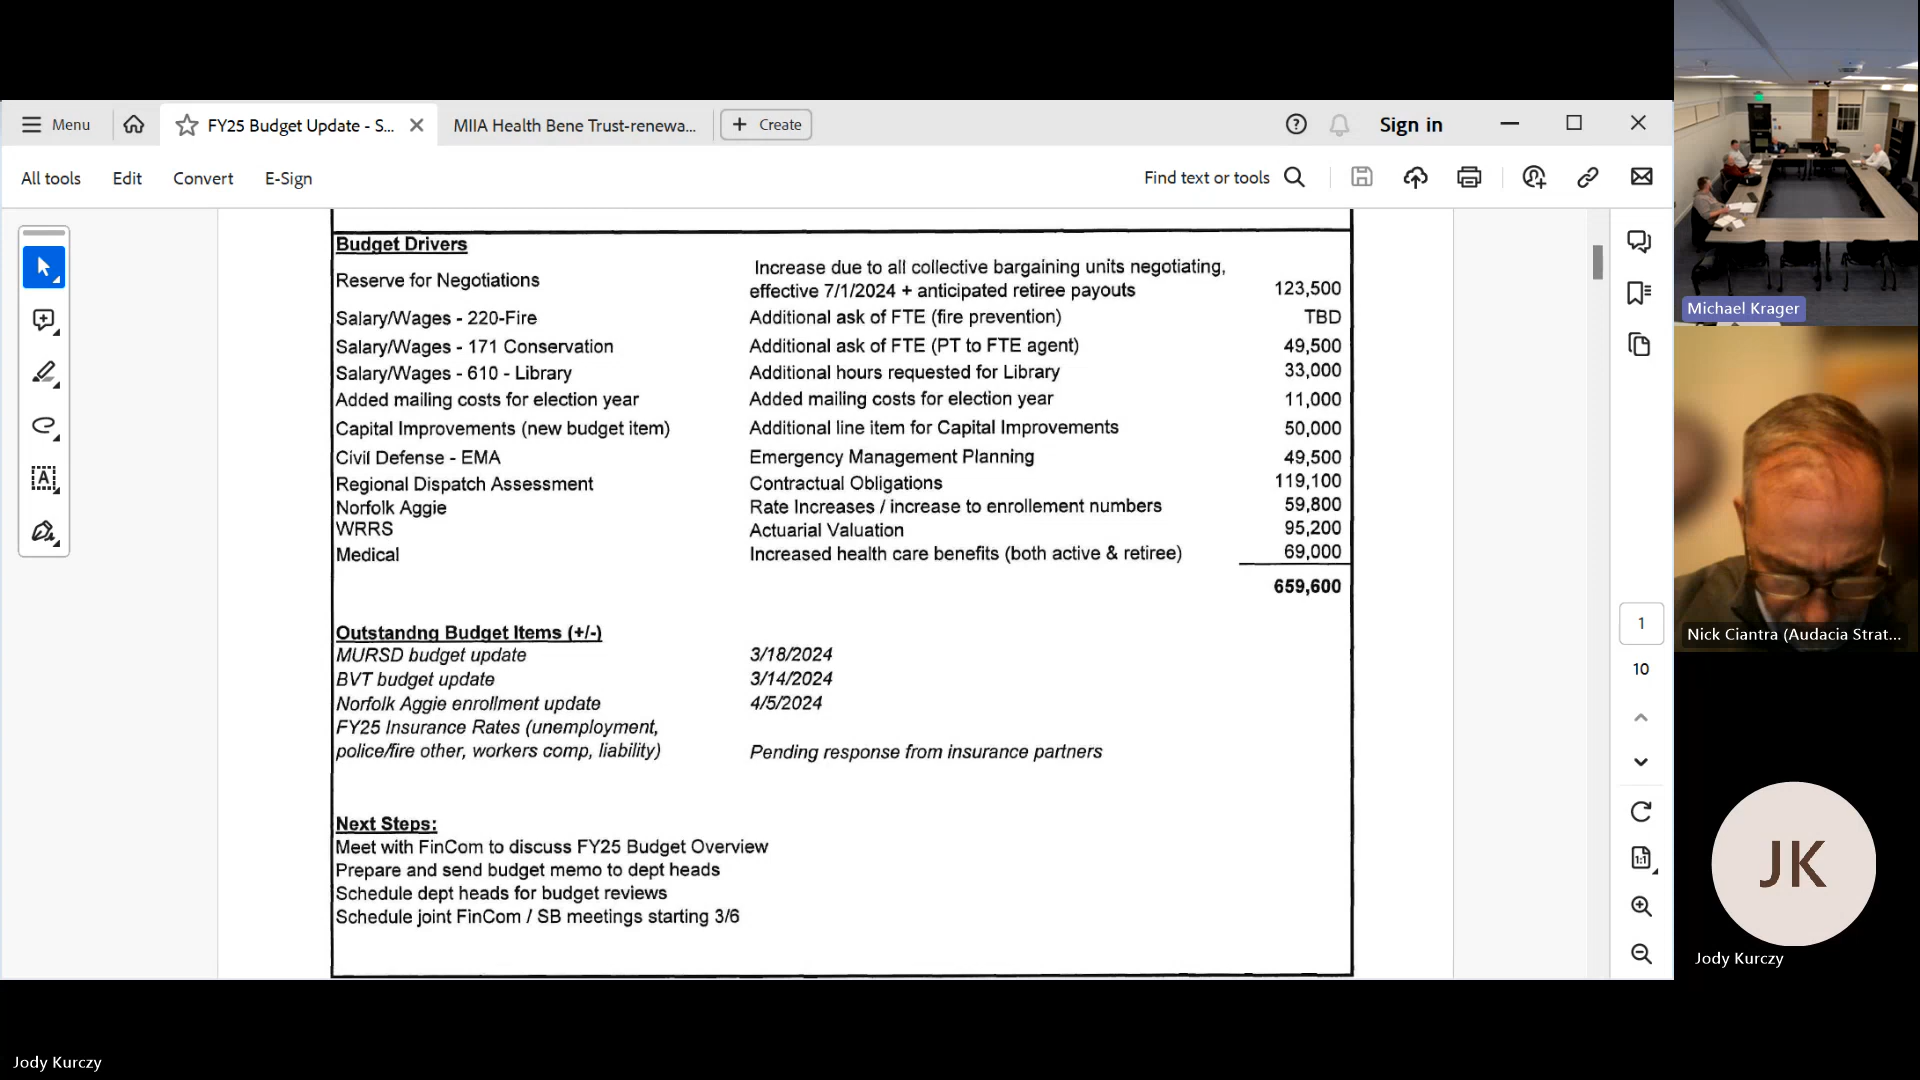 Menu
FY25 Budget Update - S...
MIIA Health Bene Trust-renewa...
Create
Sign in
All tools
Edit
Convert
E-Sign
Find text or tools
Budget Drivers
Reserve for Negotiations Increase due to all collective bargaining units negotiating,
effective 7/1/2024 + anticipated retiree payouts 123,500
Salary/Wages - 220-Fire Additional ask of FTE (fire prevention) TBD
Salary/Wages - 171 Conservation Additional ask of FTE (PT to FTE agent) 49,500
Salary/Wages - 610 - Library Additional hours requested for Library 33,000
Added mailing costs for election year Added mailing costs for election year 11,000
Capital Improvements (new budget item) Additional line item for Capital Improvements 50,000
Civil Defense - EMA Emergency Management Planning 49,500
Regional Dispatch Assessment Contractual Obligations 119,100
Norfolk Aggie Rate Increases / increase to enrollement numbers 59,800
WRRS Actuarial Valuation 95,200
Medical Increased health care benefits (both active & retiree) 69,000
659,600
Outstandng Budget Items (+/-)
MURSD budget update 3/18/2024
BVT budget update 3/14/2024
Norfolk Aggie enrollment update 4/5/2024
FY25 Insurance Rates (unemployment,
police/fire other, workers comp, liability) Pending response from insurance partners
Next Steps:
Meet with FinCom to discuss FY25 Budget Overview
Prepare and send budget memo to dept heads
Schedule dept heads for budget reviews
Schedule joint FinCom / SB meetings starting 3/6
1
10
1:1
Michael Krager
Nick Ciantra (Audacia Strat...
JK
Jody Kurczy
Jody Kurczy